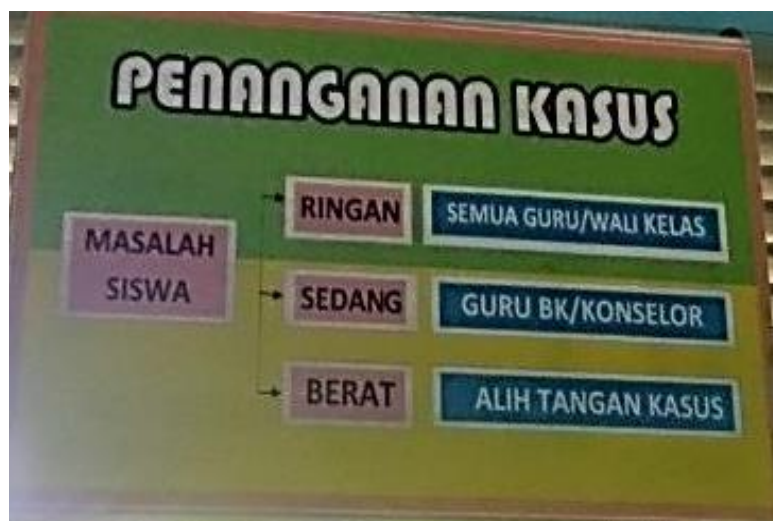 PENANGANAN KASUS
MASALAH
SISWA
RINGAN
SEMUA GURU/WALI KELAS
SEDANG
GURU BK/KONSELOR
BERAT
ALIH TANGAN KASUS